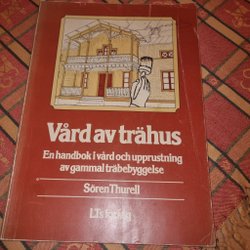 Vård av trähus
En handbok i vård och upprustning
av gammal träbebyggelse
Sören Thurell
LTs förlag